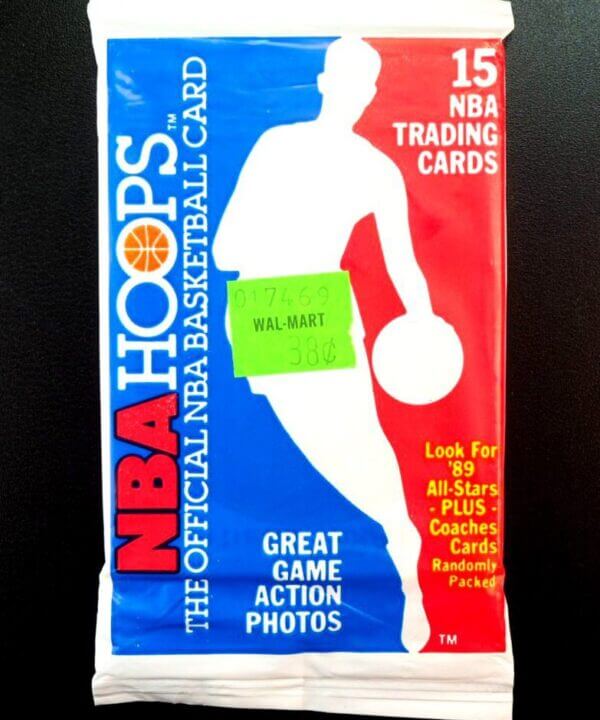 15
NBA
TRADING
CARDS
NBA HOOPS™
THE OFFICIAL NBA BASKETBALL CARD
017469
WAL-MART
38¢
Look For
'89
All-Stars
- PLUS -
Coaches
Cards
Randomly
Packed
GREAT
GAME
ACTION
PHOTOS
TM